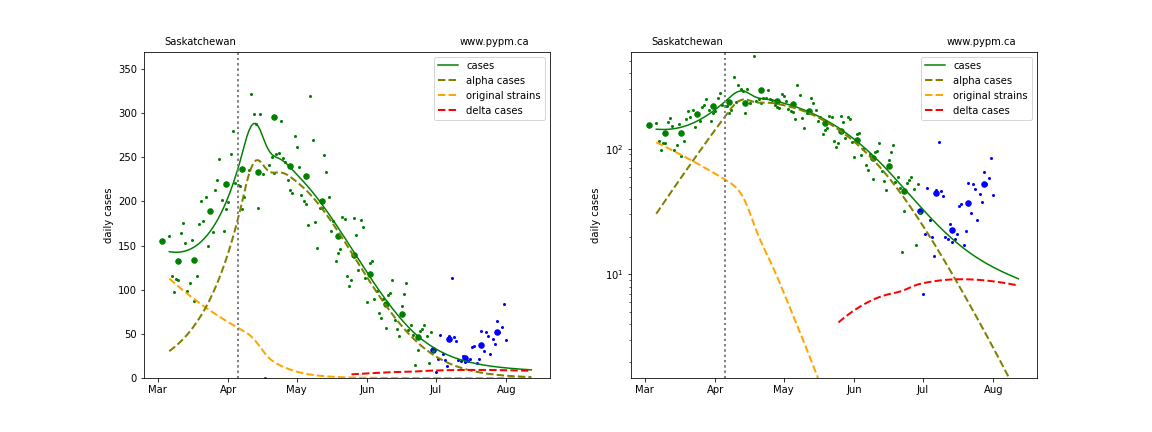 Saskatchewan www.pypm.ca
cases
alpha cases
original strains
delta cases
350
300
250
200
150
100
50
0
daily cases
Mar Apr May Jun Jul Aug
Saskatchewan www.pypm.ca
cases
alpha cases
original strains
delta cases
10²
10¹
daily cases
Mar Apr May Jun Jul Aug